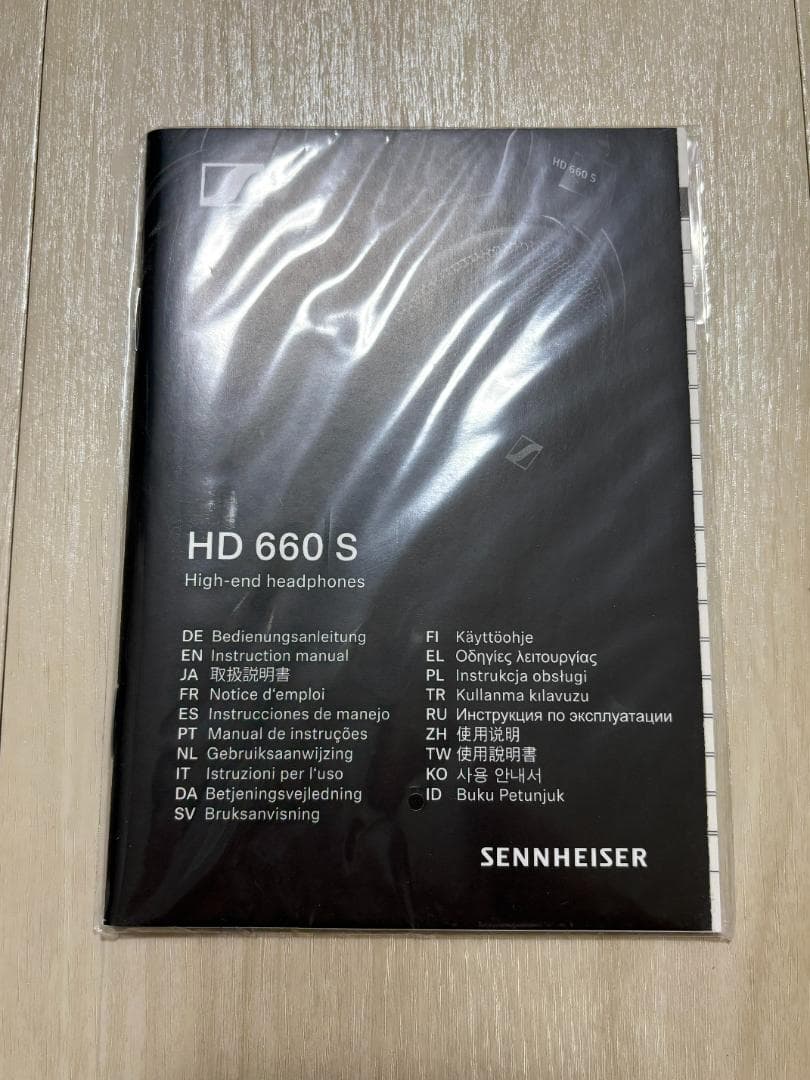 HD 660 S
HD 660 S
High-end headphones
DE Bedienungsanleitung
EN Instruction manual
JA 取扱説明書
FR Notice d'emploi
ES Instrucciones de manejo
PT Manual de instruções
NL Gebruiksaanwijzing
IT Istruzioni per l'uso
DA Betjeningsvejledning
SV Bruksanvisning
FI Käyttöohje
EL Οδηγίες λειτουργίας
PL Instrukcja obsługi
TR Kullanma kılavuzu
RU Инструкция по эксплуатации
ZH 使用说明
TW 使用說明書
KO 사용 안내서
ID Buku Petunjuk
SENNHEISER